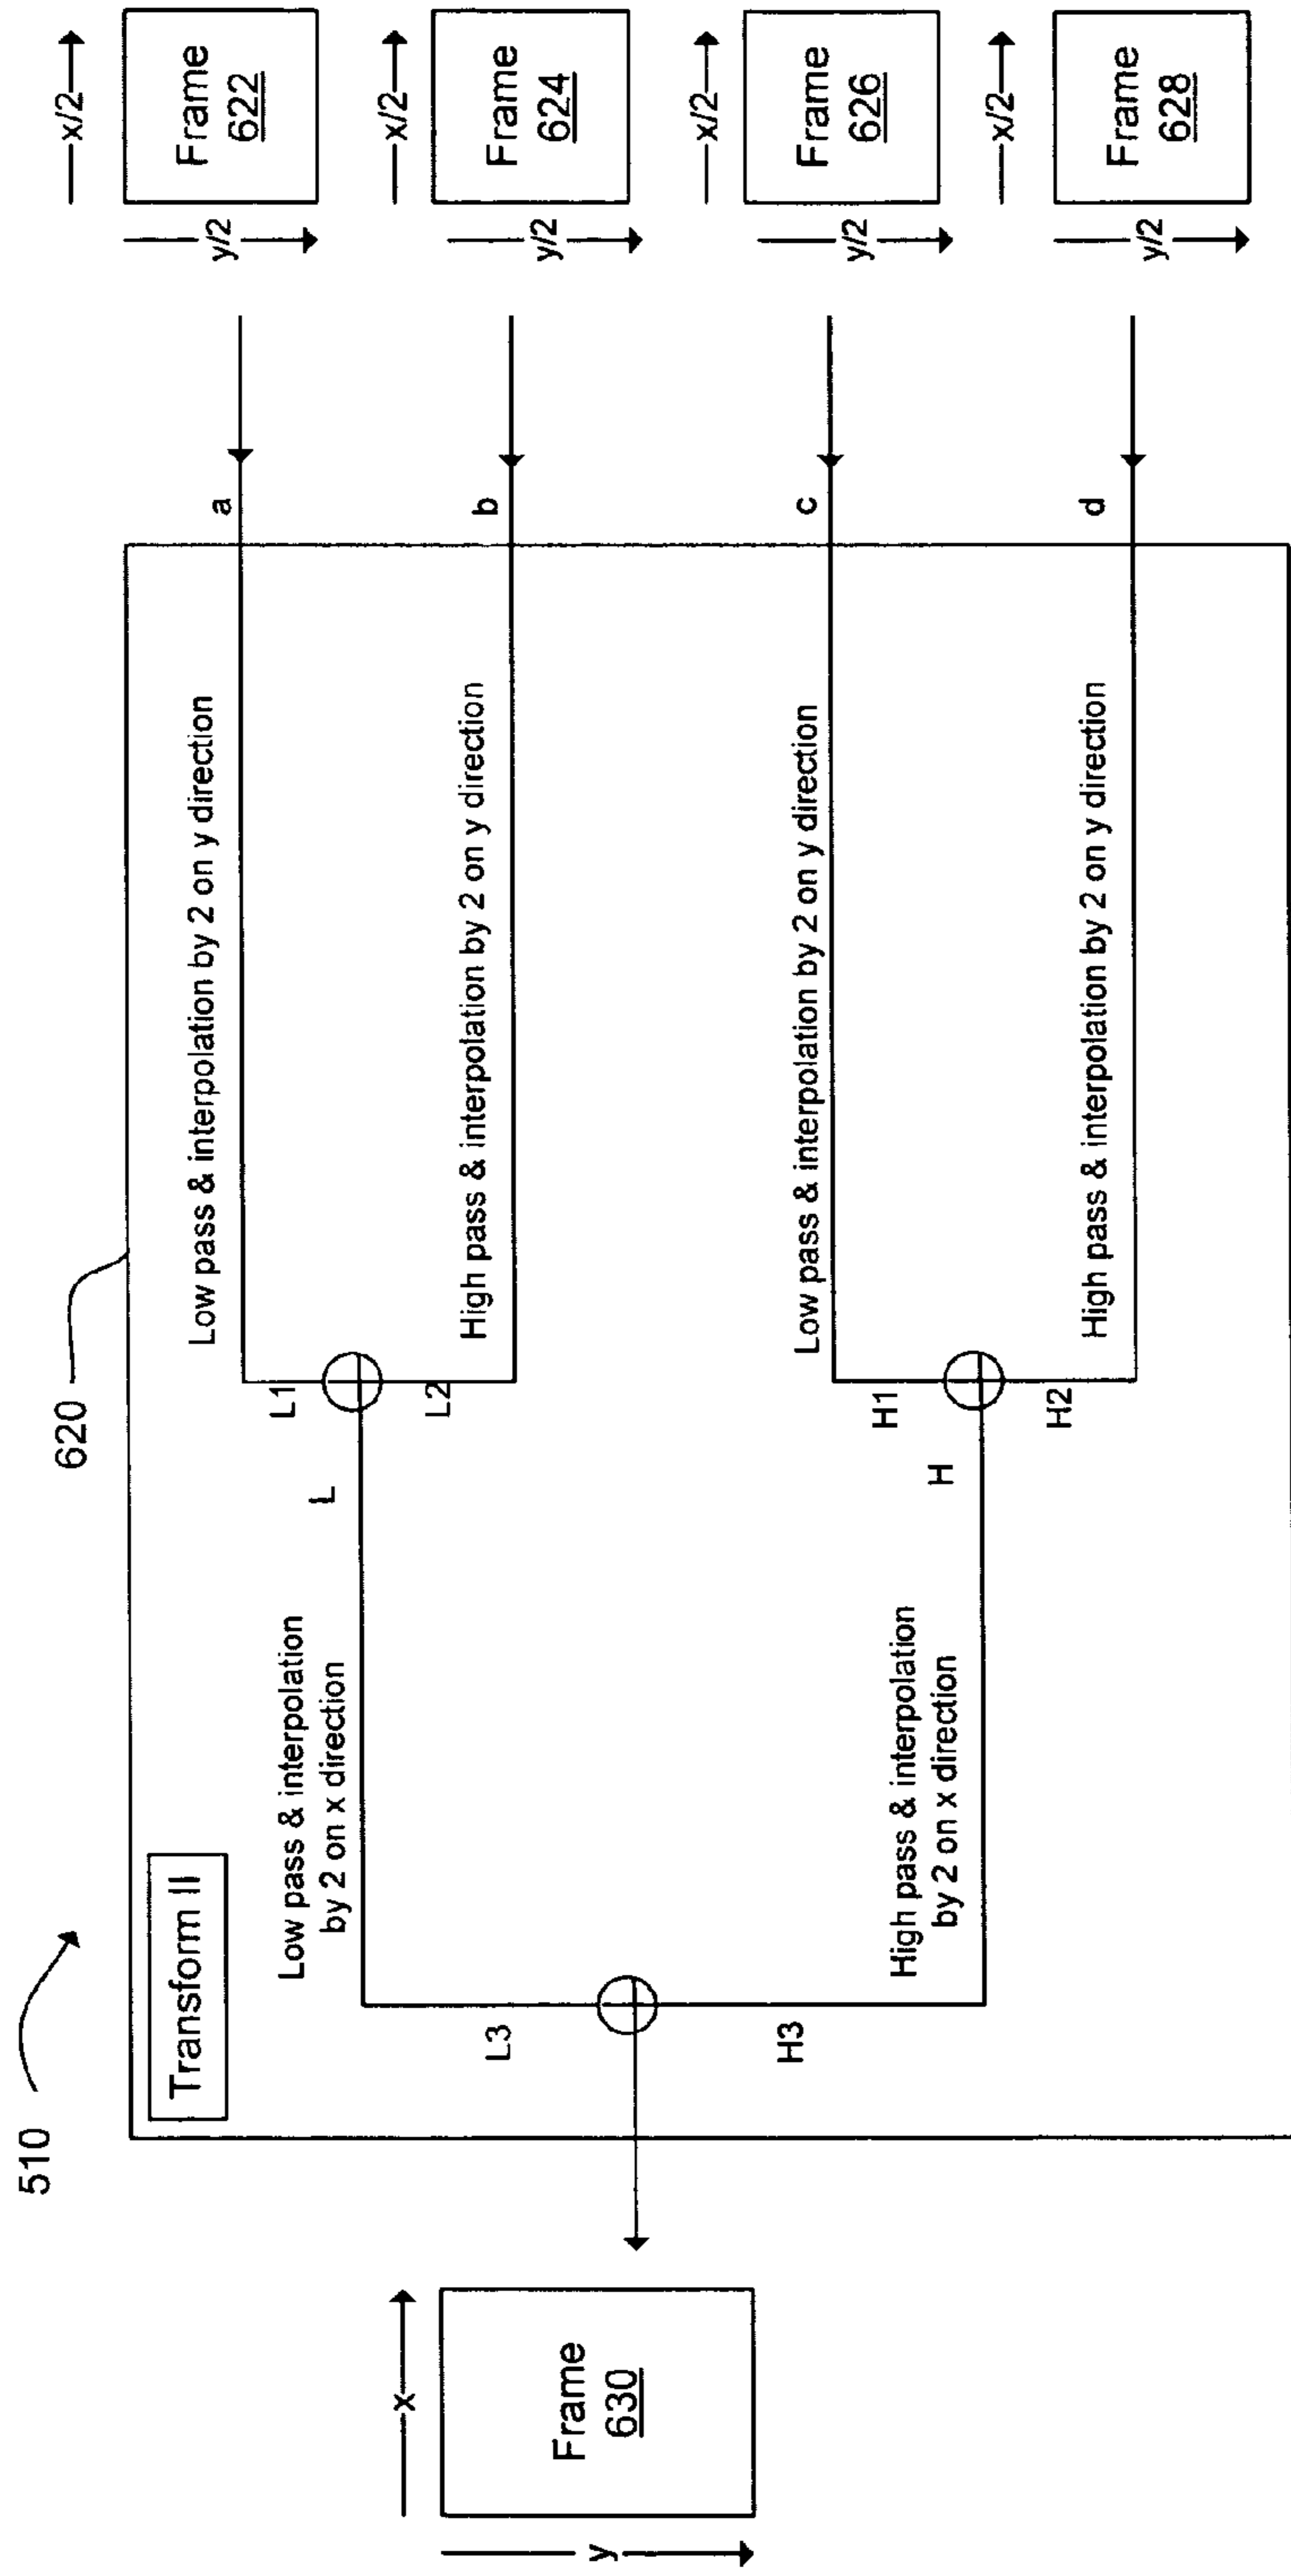 510
620
Transform II
x
y
Frame
630
Low pass & interpolation
by 2 on x direction
L
L3
H3
High pass & interpolation
by 2 on x direction
H
L1
L2
H1
H2
Low pass & interpolation by 2 on y direction
High pass & interpolation by 2 on y direction
Low pass & interpolation by 2 on y direction
High pass & interpolation by 2 on y direction
a
b
c
d
x/2
y/2
Frame
622
x/2
y/2
Frame
624
x/2
y/2
Frame
626
x/2
y/2
Frame
628